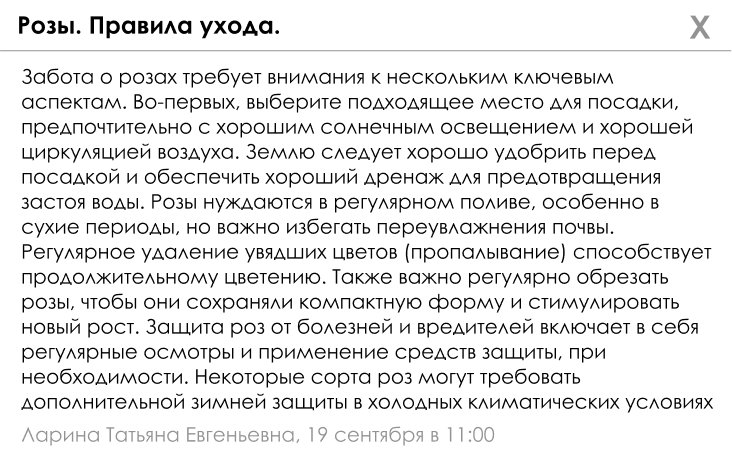 Розы. Правила ухода.
X
Забота о розах требует внимания к нескольким ключевым
аспектам. Во-первых, выберите подходящее место для посадки,
предпочтительно с хорошим солнечным освещением и хорошей
циркуляцией воздуха. Землю следует хорошо удобрить перед
посадкой и обеспечить хороший дренаж для предотвращения
застоя воды. Розы нуждаются в регулярном поливе, особенно в
сухие периоды, но важно избегать переувлажнения почвы.
Регулярное удаление увядших цветов (пропалывание) способствует
продолжительному цветению. Также важно регулярно обрезать
розы, чтобы они сохраняли компактную форму и стимулировать
новый рост. Защита роз от болезней и вредителей включает в себя
регулярные осмотры и применение средств защиты, при
необходимости. Некоторые сорта роз могут требовать
дополнительной зимней защиты в холодных климатических условиях
Ларина Татьяна Евгеньевна, 19 сентября в 11:00